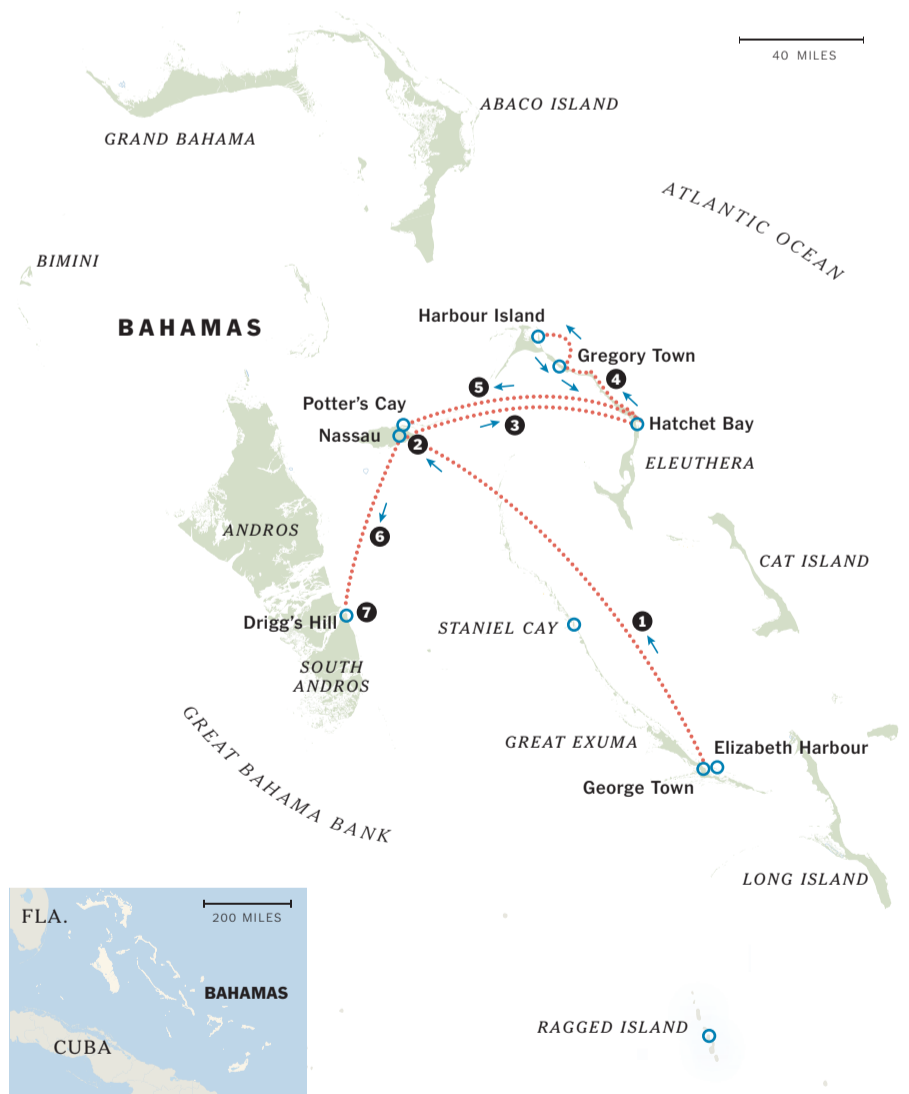 40 MILES
ABACO ISLAND
GRAND BAHAMA
ATLANTIC OCEAN
BIMINI
BAHAMAS
Harbour Island
Gregory Town
4
5
Potter's Cay
3
Hatchet Bay
Nassau
2
ELEUTHERA
ANDROS
6
CAT ISLAND
7
Drigg's Hill
1
STANIEL CAY
SOUTH
ANDROS
GREAT BAHAMA BANK
GREAT EXUMA
Elizabeth Harbour
George Town
LONG ISLAND
FLA.
200 MILES
BAHAMAS
CUBA
RAGGED ISLAND